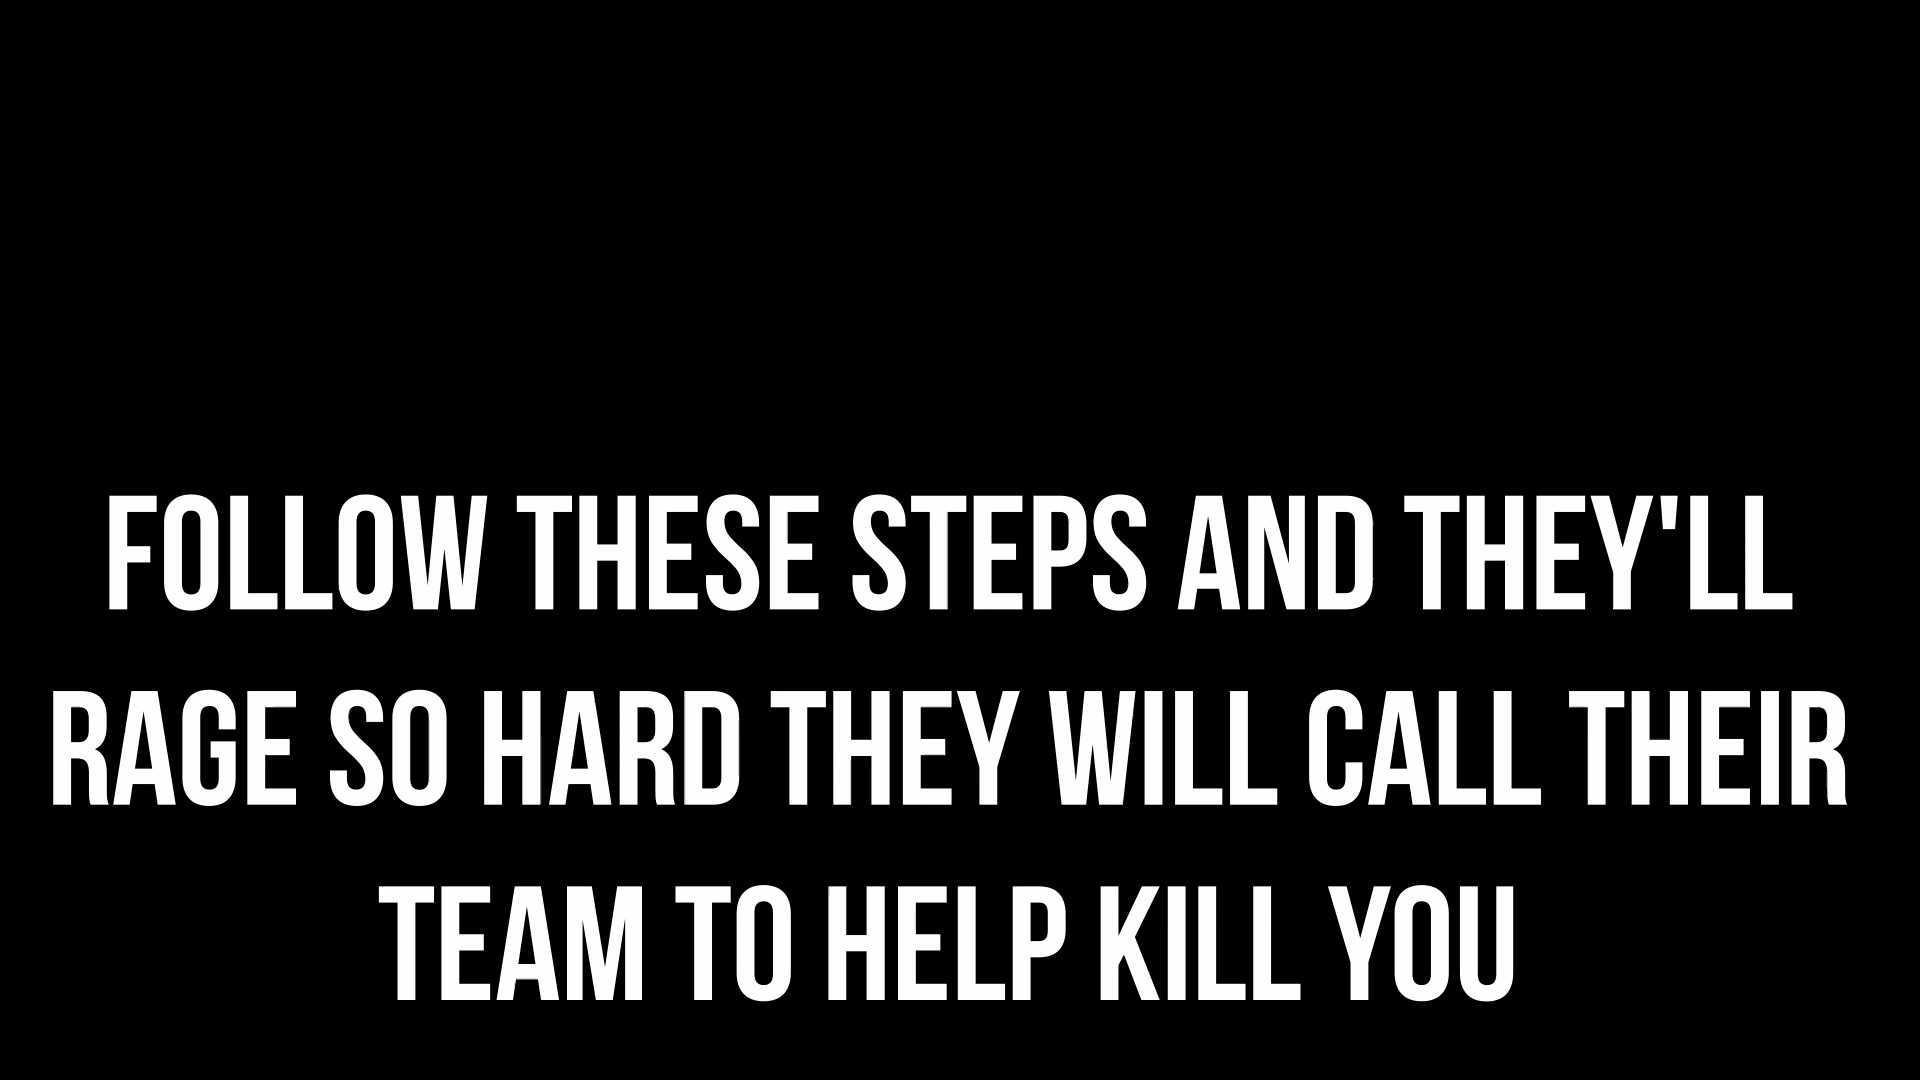 FOLLOW THESE STEPS AND THEY'LL
RAGE SO HARD THEY WILL CALL THEIR
TEAM TO HELP KILL YOU